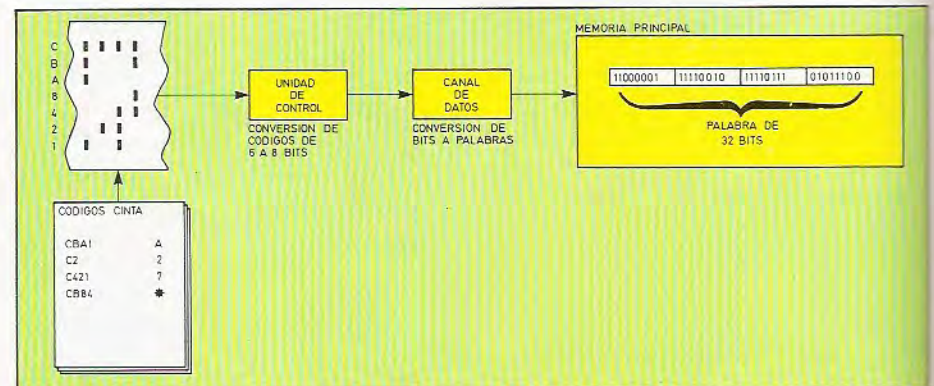 C
B
A
8
4
2
1
UNIDAD
DE
CONTROL
CONVERSION DE
CODIGOS DE
6 A 8 BITS
CANAL
DE
DATOS
CONVERSION DE
BITS A PALABRAS
MEMORIA PRINCIPAL
11000001 11110010 11110111 01011100
PALABRA DE
32 BITS
CODIGOS CINTA
CBA1 A
C2 2
C421 7
CB84 *